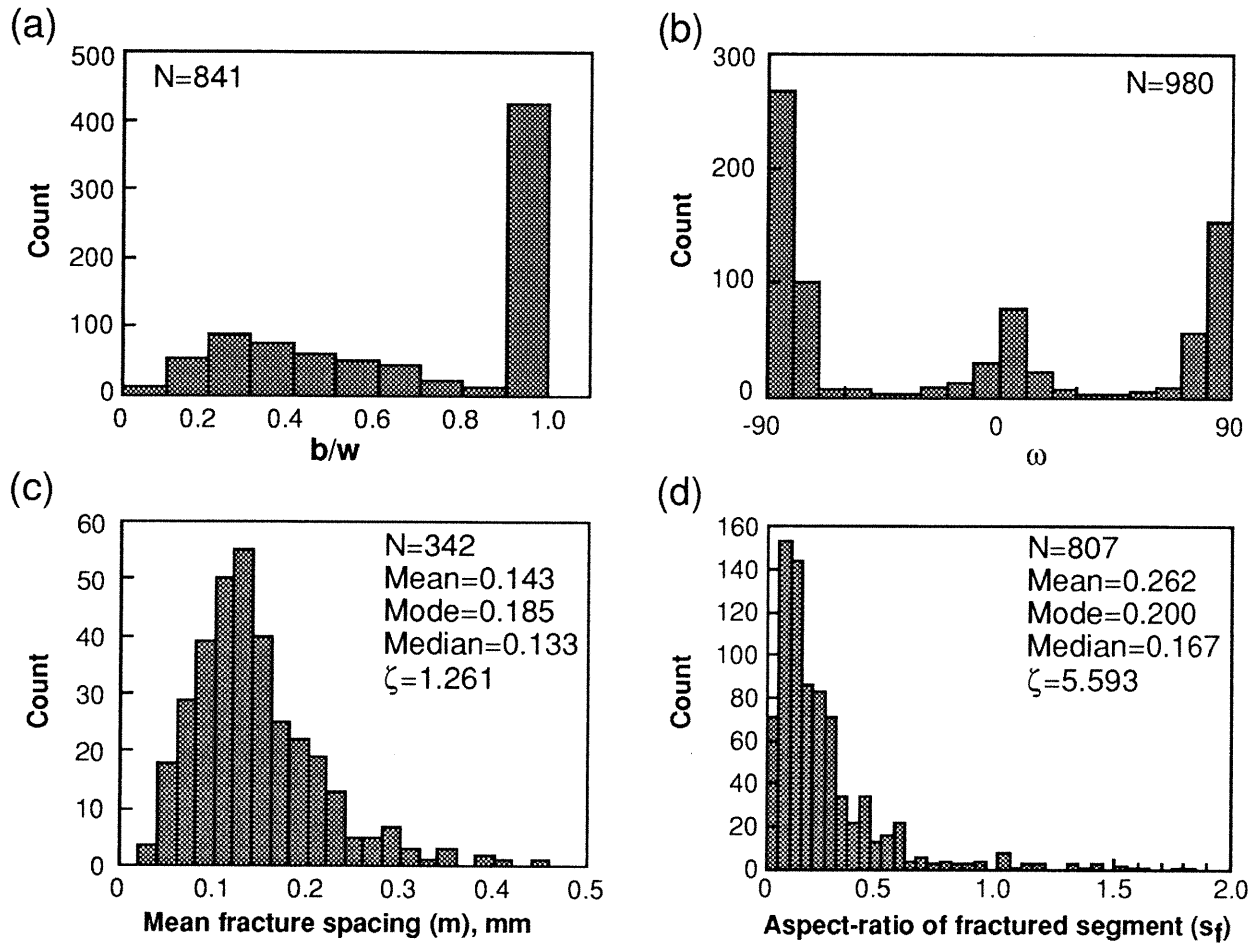 (a)
Count
500
400
300
200
100
0
N=841
0 0.2 0.4 0.6 0.8 1.0
b/w
(b)
Count
300
200
100
0
N=980
-90 0 90
ω
(c)
Count
60
50
40
30
20
10
0
N=342
Mean=0.143
Mode=0.185
Median=0.133
ζ=1.261
0 0.1 0.2 0.3 0.4 0.5
Mean fracture spacing (m), mm
(d)
Count
160
140
120
100
80
60
40
20
0
N=807
Mean=0.262
Mode=0.200
Median=0.167
ζ=5.593
0 0.5 1.0 1.5 2.0
Aspect-ratio of fractured segment (sf)